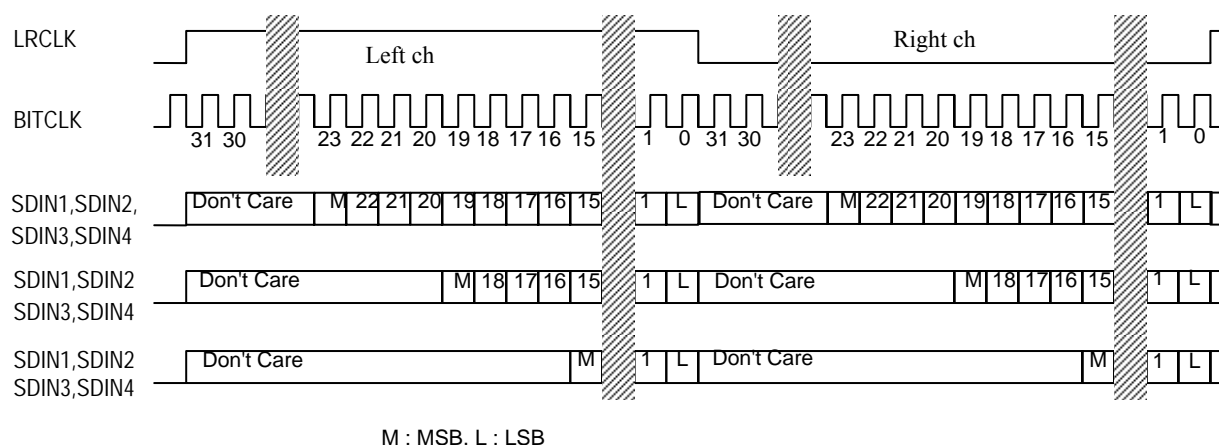 LRCLK Left ch Right ch
BITCLK
31 30 23 22 21 20 19 18 17 16 15 1 0 31 30 23 22 21 20 19 18 17 16 15 1 0
SDIN1,SDIN2, Don't Care M 22 21 20 19 18 17 16 15 1 L Don't Care M 22 21 20 19 18 17 16 15 1 L
SDIN3,SDIN4
SDIN1,SDIN2 Don't Care M 18 17 16 15 1 L Don't Care M 18 17 16 15 1 L
SDIN3,SDIN4
SDIN1,SDIN2 Don't Care M 1 L Don't Care M 1 L
SDIN3,SDIN4
M : MSB, L : LSB